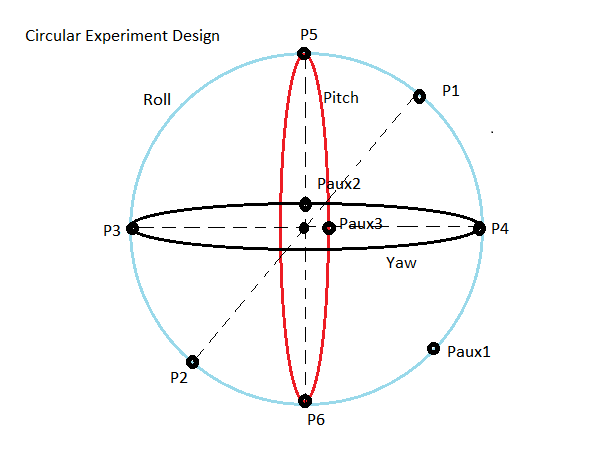 Circular Experiment Design
P5
P1
Roll
Pitch
Paux2
P3
Paux3
P4
Yaw
Paux1
P2
P6